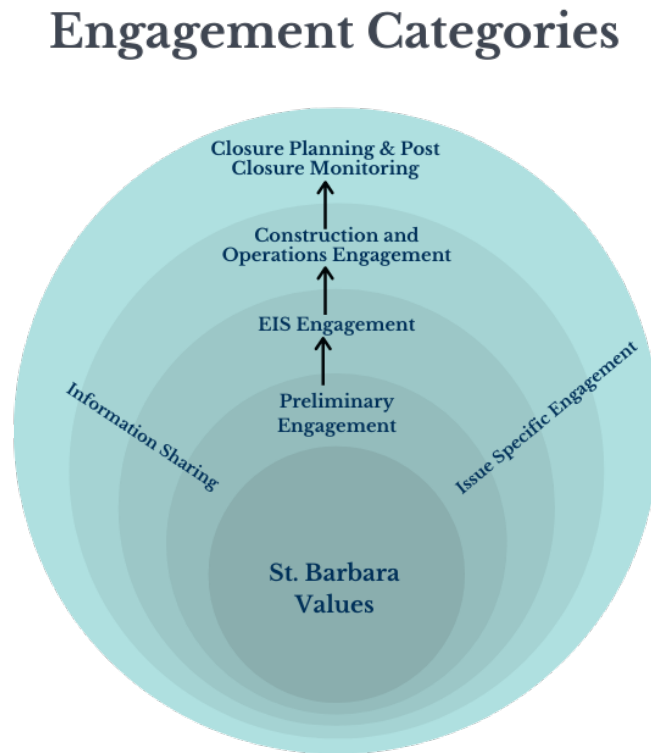 Engagement Categories
Closure Planning & Post
Closure Monitoring
Construction and
Operations Engagement
EIS Engagement
Preliminary
Engagement
Information Sharing
Issue Specific Engagement
St. Barbara
Values